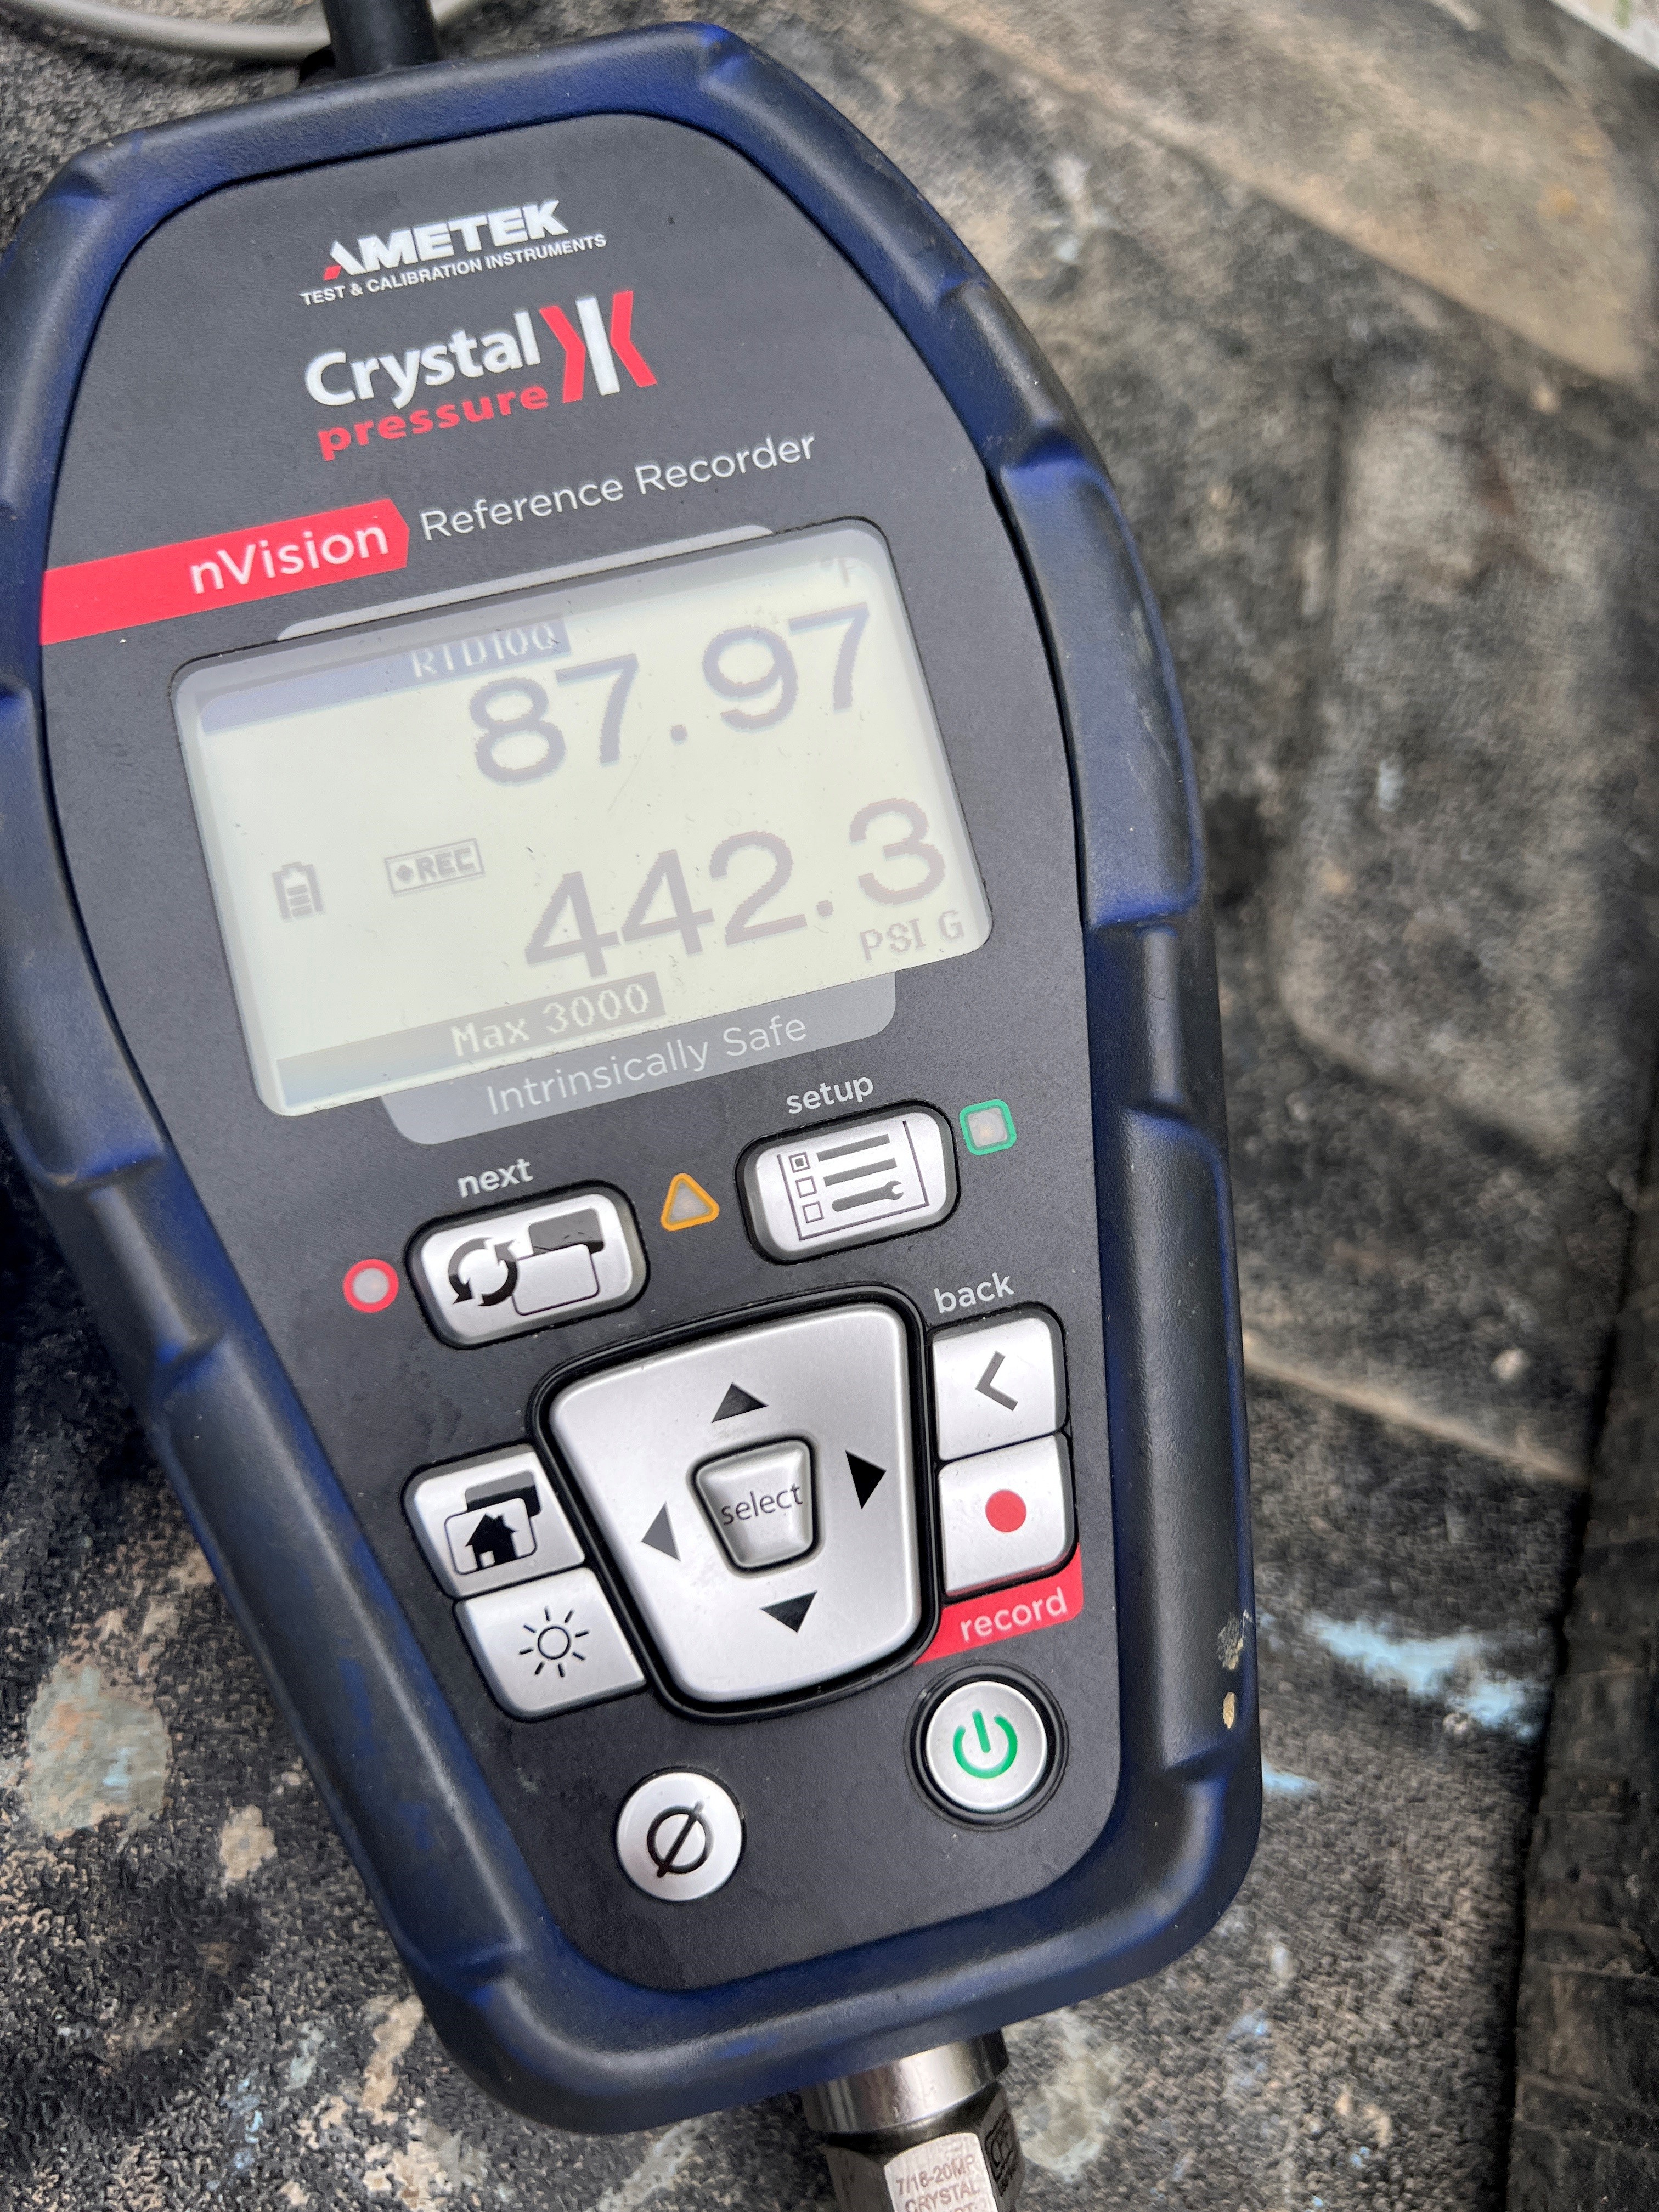 AMETEK
TEST & CALIBRATION INSTRUMENTS
Crystal
pressure
nVision Reference Recorder
°F
RTD100
87.97
REC
442.3
PSI G
Max 3000
Intrinsically Safe
setup
next
back
select
record
7/16-20MP
CRYSTAL